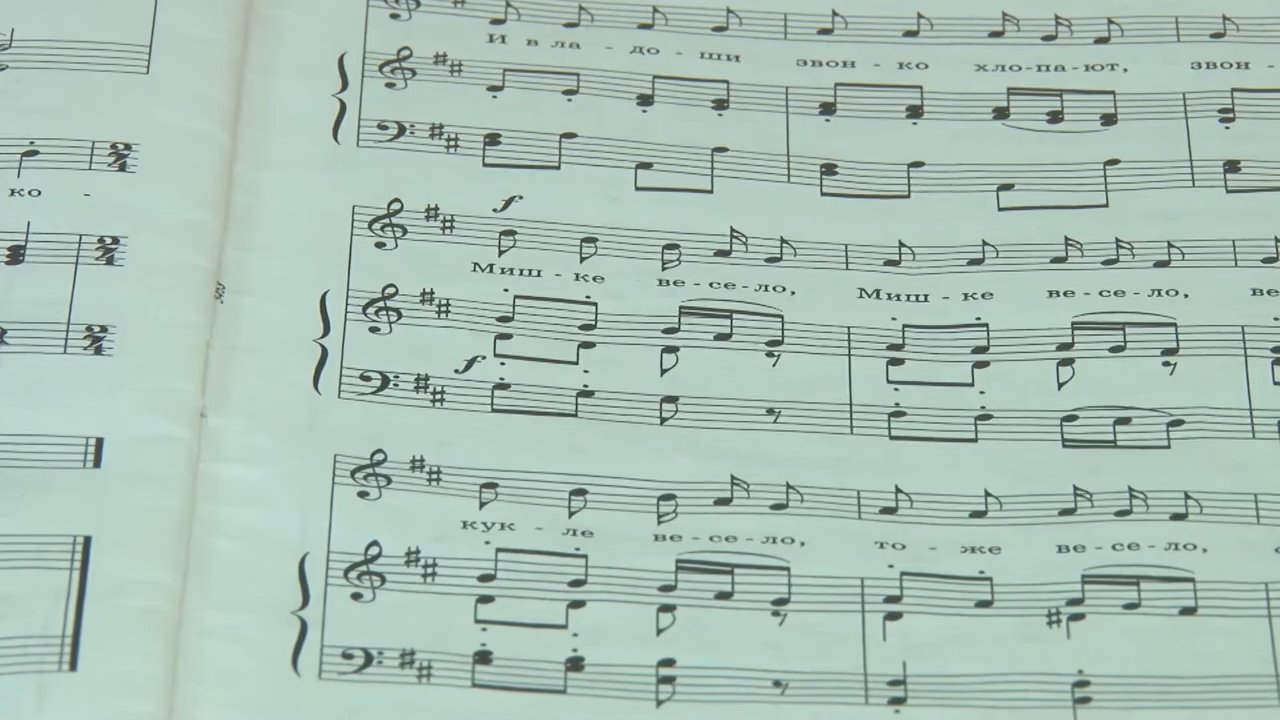 ко -
И в ла - до - ши звон - ко хло-па-ют, звон -
f
Миш - ке ве-се-ло, Миш - ке ве-се-ло, ве
f
кук - ле ве-се-ло, то - же ве-се-ло,